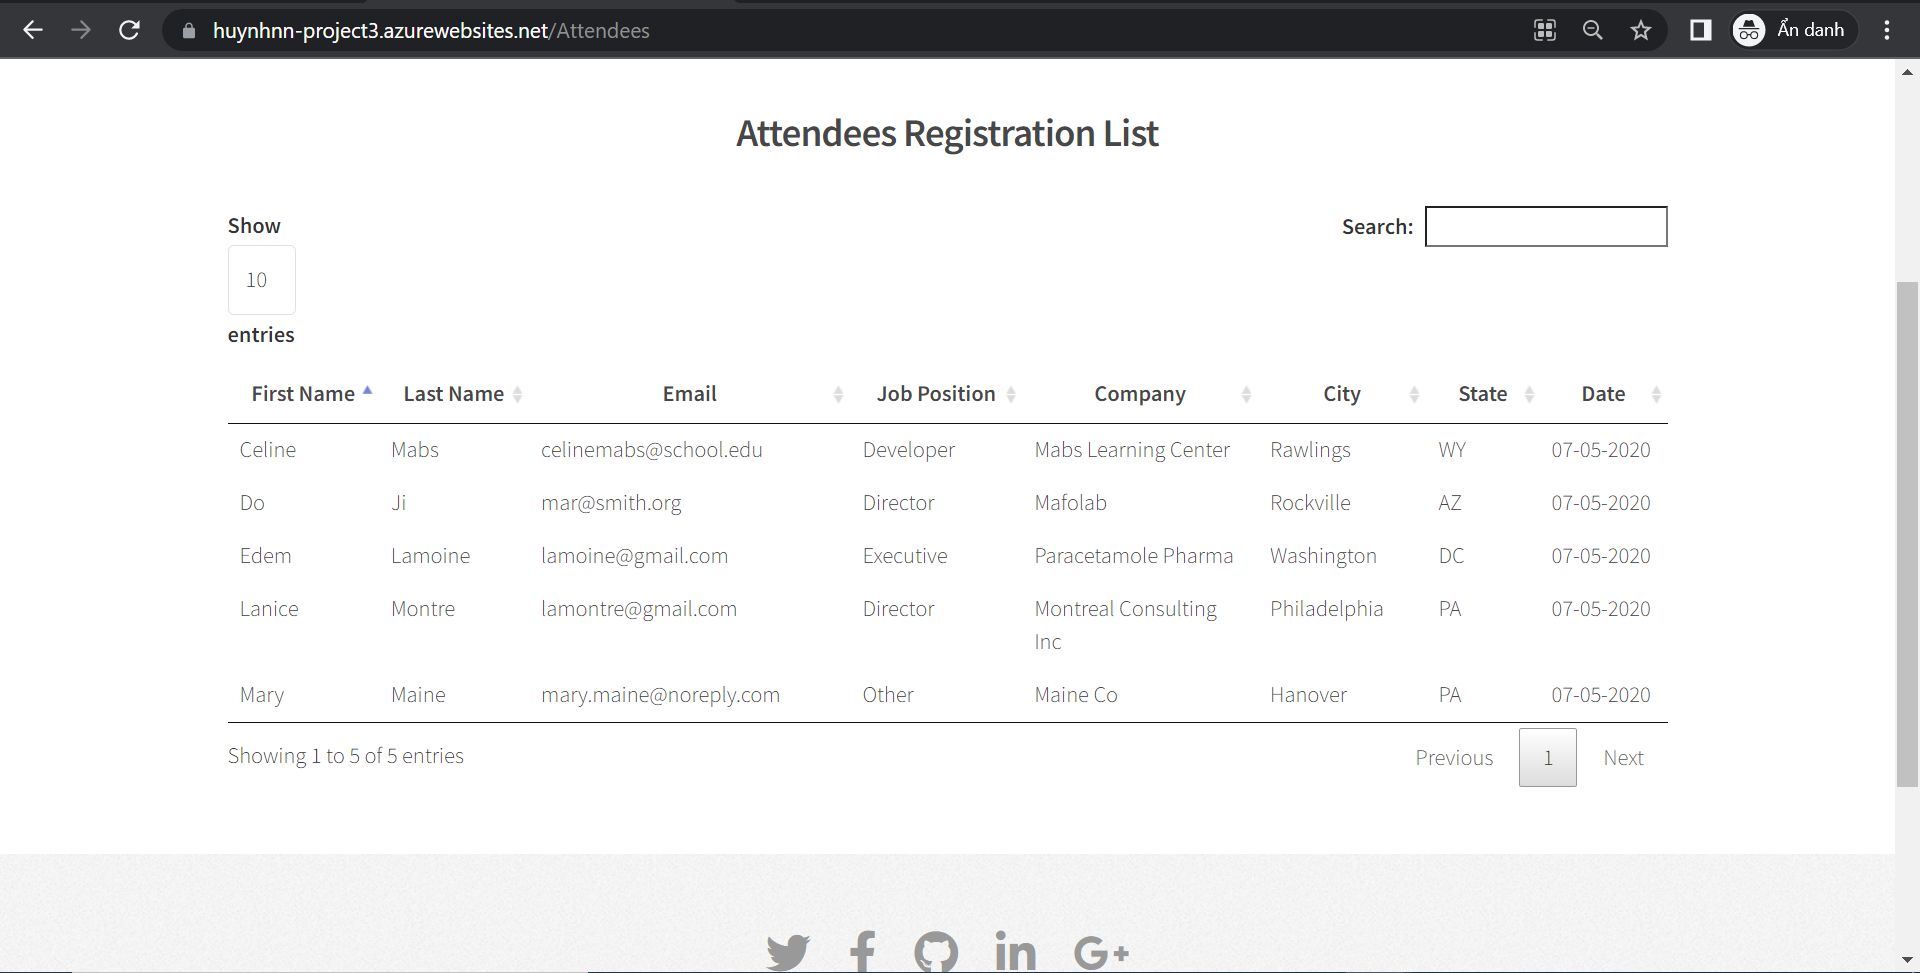 huynhnn-project3.azurewebsites.net/Attendees Ẩn danh
Attendees Registration List
Show
Search:
10
entries
First Name Last Name Email Job Position Company City State Date
Celine Mabs celinemabs@school.edu Developer Mabs Learning Center Rawlings WY 07-05-2020
Do Ji mar@smith.org Director Mafolab Rockville AZ 07-05-2020
Edem Lamoine lamoine@gmail.com Executive Paracetamole Pharma Washington DC 07-05-2020
Lanice Montre lamontre@gmail.com Director Montreal Consulting Philadelphia PA 07-05-2020
Inc
Mary Maine mary.maine@noreply.com Other Maine Co Hanover PA 07-05-2020
Showing 1 to 5 of 5 entries
Previous 1 Next